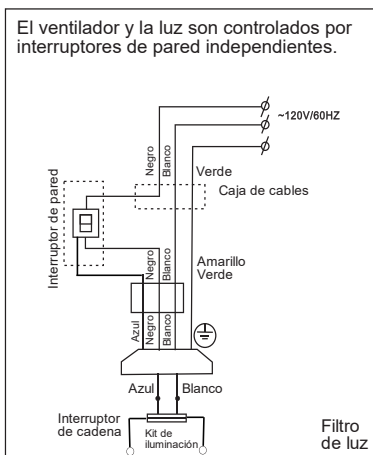 El ventilador y la luz son controlados por
interruptores de pared independientes.
~120V/60HZ
Negro
Blanco
Verde
Caja de cables
Interruptor de pared
Negro
Blanco
Amarillo
Verde
Azul
Negro
Blanco
Azul
Blanco
Interruptor
de cadena
Kit de
iluminación
Filtro
de luz